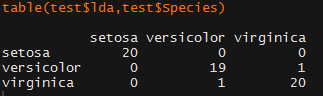 table(test$lda,test$Species)
setosa versicolor virginica
setosa 20 0 0
versicolor 0 19 1
virginica 0 1 20